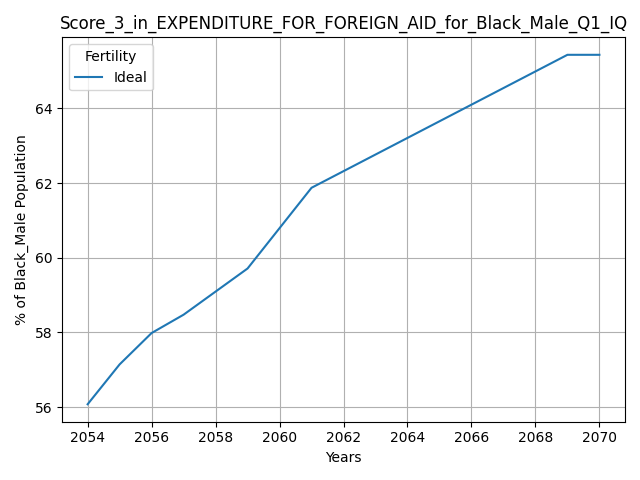 Score_3_in_EXPENDITURE_FOR_FOREIGN_AID_for_Black_Male_Q1_IQ
Fertility
Ideal
% of Black_Male Population
64
62
60
58
56
2054 2056 2058 2060 2062 2064 2066 2068 2070
Years